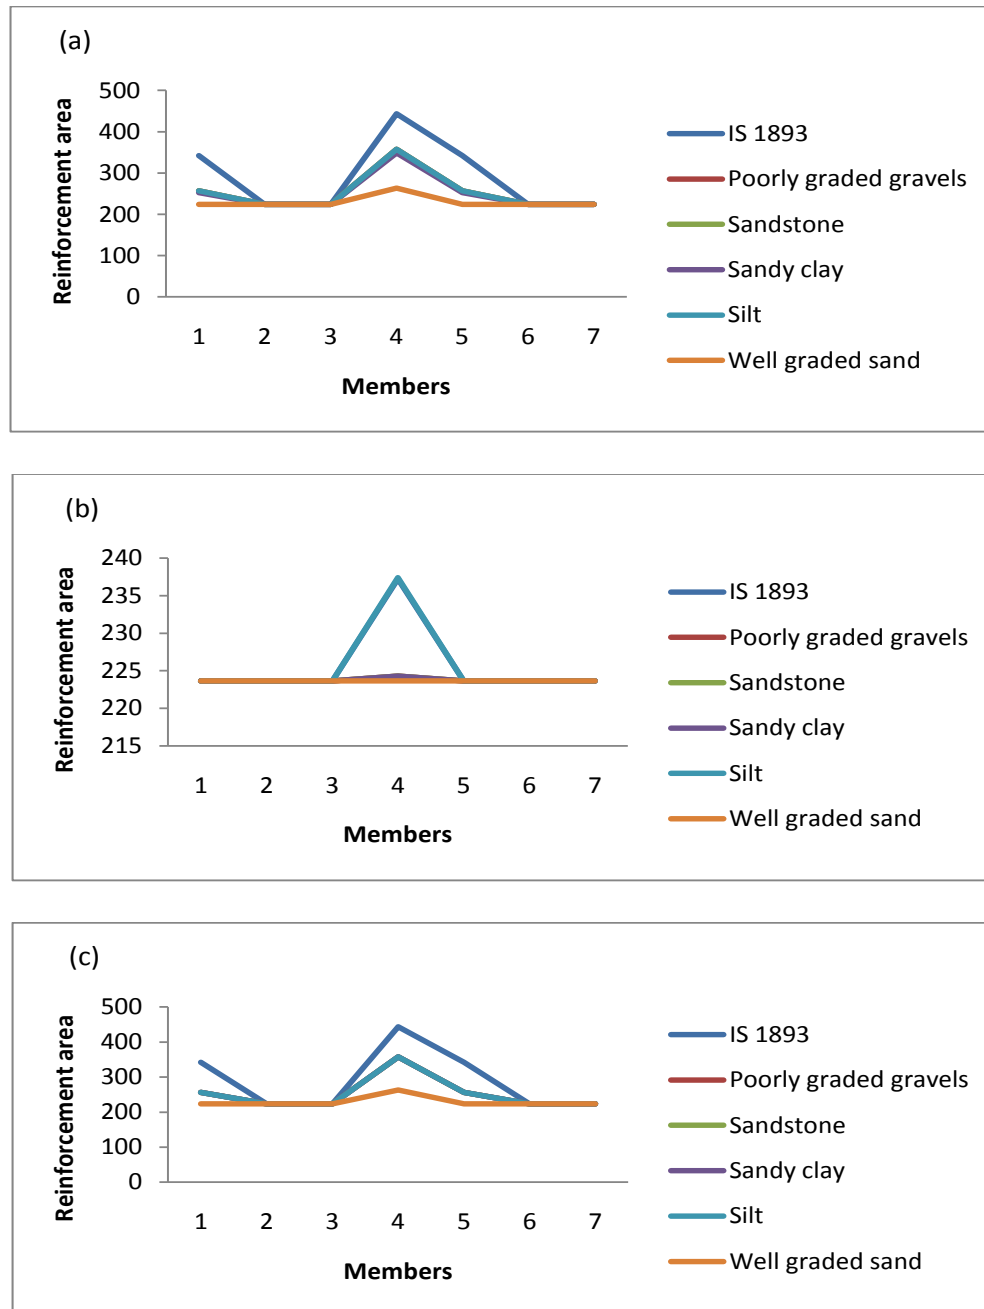 (a)
Reinforcement area
500
400
300
200
100
0
1 2 3 4 5 6 7
Members
IS 1893
Poorly graded gravels
Sandstone
Sandy clay
Silt
Well graded sand
(b)
Reinforcement area
240
235
230
225
220
215
1 2 3 4 5 6 7
Members
IS 1893
Poorly graded gravels
Sandstone
Sandy clay
Silt
Well graded sand
(c)
Reinforcement area
500
400
300
200
100
0
1 2 3 4 5 6 7
Members
IS 1893
Poorly graded gravels
Sandstone
Sandy clay
Silt
Well graded sand